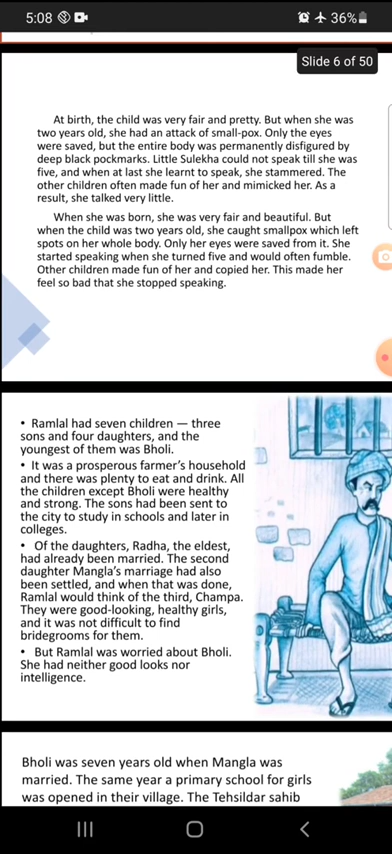 5:08
36%
Slide 6 of 50
At birth, the child was very fair and pretty. But when she was
two years old, she had an attack of small-pox. Only the eyes
were saved, but the entire body was permanently disfigured by
deep black pockmarks. Little Sulekha could not speak till she was
five, and when at last she learnt to speak, she stammered. The
other children often made fun of her and mimicked her. As a
result, she talked very little.
When she was born, she was very fair and beautiful. But
when the child was two years old, she caught smallpox which left
spots on her whole body. Only her eyes were saved from it. She
started speaking when she turned five and would often fumble.
Other children made fun of her and copied her. This made her
feel so bad that she stopped speaking.
• Ramlal had seven children — three
sons and four daughters, and the
youngest of them was Bholi.
• It was a prosperous farmer's household
and there was plenty to eat and drink. All
the children except Bholi were healthy
and strong. The sons had been sent to
the city to study in schools and later in
colleges.
• Of the daughters, Radha, the eldest,
had already been married. The second
daughter Mangla's marriage had also
been settled, and when that was done,
Ramlal would think of the third, Champa.
They were good-looking, healthy girls,
and it was not difficult to find
bridegrooms for them.
• But Ramlal was worried about Bholi.
She had neither good looks nor
intelligence.
Bholi was seven years old when Mangla was
married. The same year a primary school for girls
was opened in their village. The Tehsildar sahib